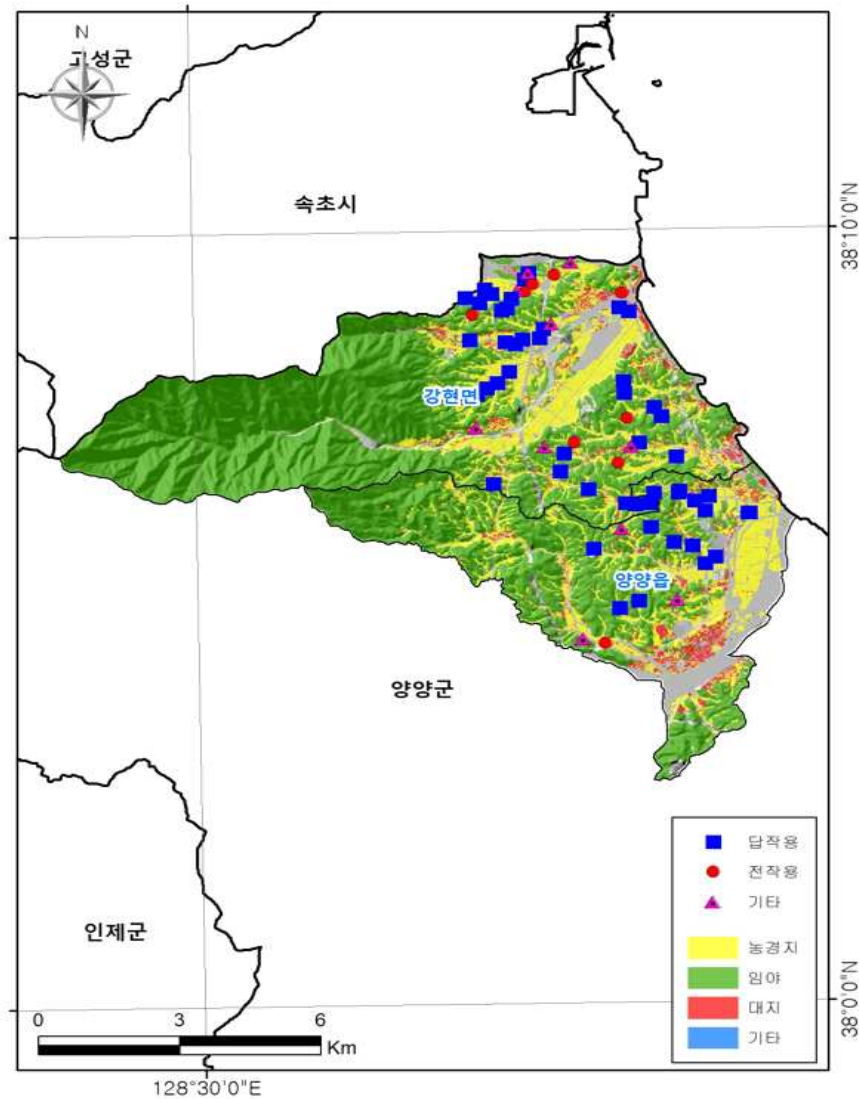 N
고성군
속초시
38°10'0"N
강현면
양양읍
양양군
답작용
전작용
기타
농경지
임야
대지
기타
인제군
38°0'0"N
0 3 6
Km
128°30'0"E